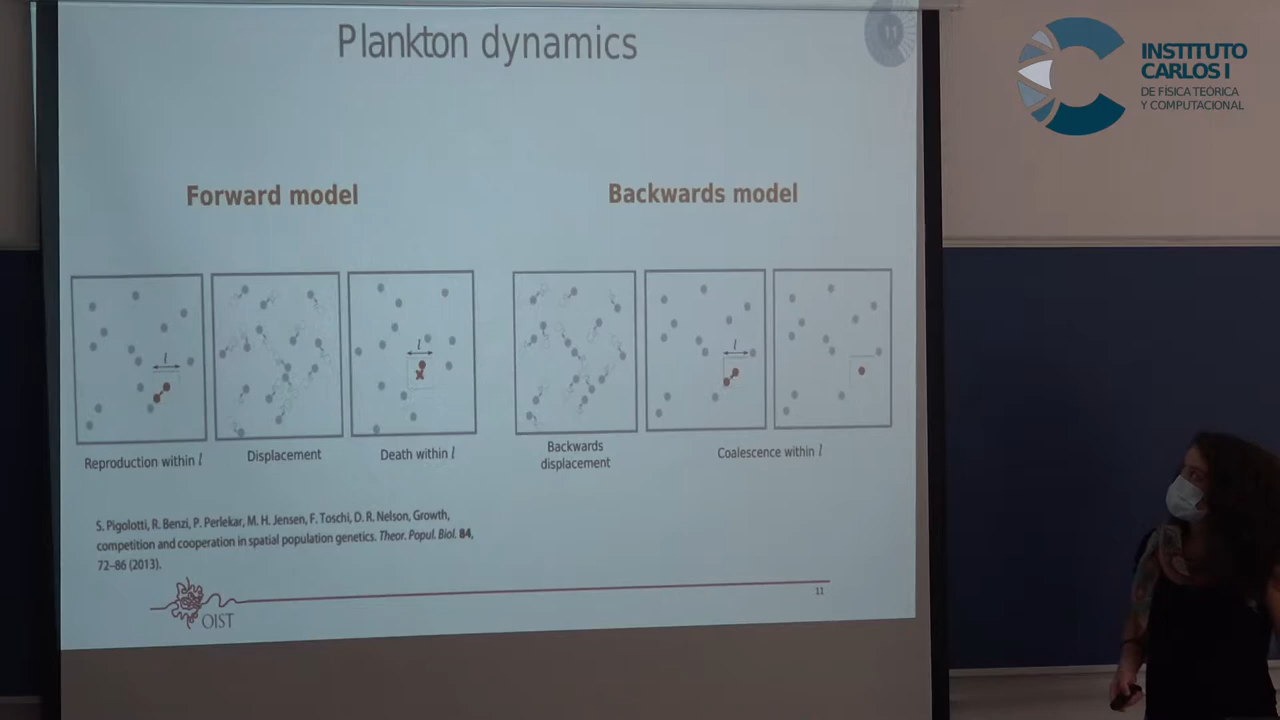 Plankton dynamics
11
INSTITUTO
CARLOS I
DE FÍSICA TEÓRICA
Y COMPUTACIONAL
Forward model
Backwards model
l
l
l
Reproduction within l
Displacement
Death within l
Backwards
displacement
Coalescence within l
S. Pigolotti, R. Benzi, P. Perlekar, M. H. Jensen, F. Toschi, D. R. Nelson, Growth,
competition and cooperation in spatial population genetics. Theor. Popul. Biol. 84,
72–86 (2013).
OIST
11